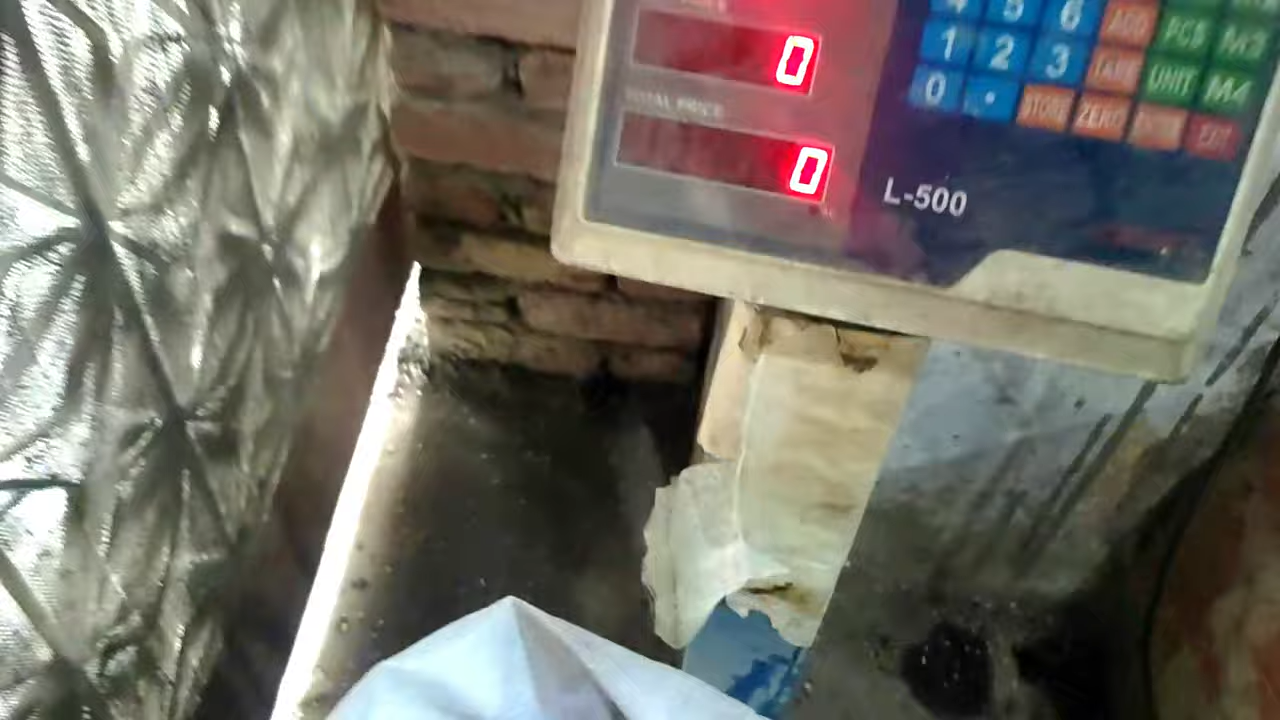 0
TOTAL PRICE
0
4 5 6 ADD PCS M3
1 2 3 TARE UNIT M4
0 . STORE ZERO
L-500